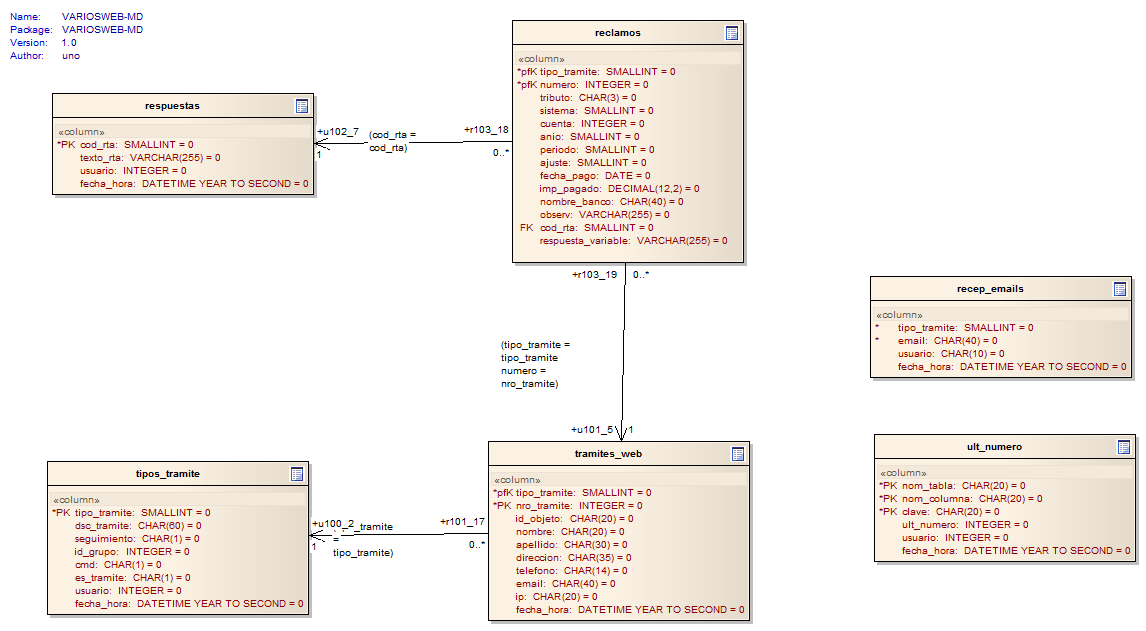 Name: VARIOSWEB-MD
Package: VARIOSWEB-MD
Version: 1.0
Author: uno
reclamos
«column»
*pfK tipo_tramite: SMALLINT = 0
*pfK numero: INTEGER = 0
tributo: CHAR(3) = 0
sistema: SMALLINT = 0
cuenta: INTEGER = 0
anio: SMALLINT = 0
periodo: SMALLINT = 0
ajuste: SMALLINT = 0
fecha_pago: DATE = 0
imp_pagado: DECIMAL(12,2) = 0
nombre_banco: CHAR(40) = 0
observ: VARCHAR(255) = 0
FK cod_rta: SMALLINT = 0
respuesta_variable: VARCHAR(255) = 0
respuestas
«column»
*PK cod_rta: SMALLINT = 0
texto_rta: VARCHAR(255) = 0
usuario: INTEGER = 0
fecha_hora: DATETIME YEAR TO SECOND = 0
+u102_7
1
(cod_rta =
cod_rta)
+r103_18
0..*
+r103_19
0..*
(tipo_tramite =
tipo_tramite
numero =
nro_tramite)
+u101_5
1
recep_emails
«column»
* tipo_tramite: SMALLINT = 0
* email: CHAR(40) = 0
usuario: CHAR(10) = 0
fecha_hora: DATETIME YEAR TO SECOND = 0
tipos_tramite
«column»
*PK tipo_tramite: SMALLINT = 0
dsc_tramite: CHAR(60) = 0
seguimiento: CHAR(1) = 0
id_grupo: INTEGER = 0
cmd: CHAR(1) = 0
es_tramite: CHAR(1) = 0
usuario: INTEGER = 0
fecha_hora: DATETIME YEAR TO SECOND = 0
+u100_2
_tramite
1
=
tipo_tramite)
+r101_17
0..*
tramites_web
«column»
*pfK tipo_tramite: SMALLINT = 0
*PK nro_tramite: INTEGER = 0
id_objeto: CHAR(20) = 0
nombre: CHAR(20) = 0
apellido: CHAR(30) = 0
direccion: CHAR(35) = 0
telefono: CHAR(14) = 0
email: CHAR(40) = 0
ip: CHAR(20) = 0
fecha_hora: DATETIME YEAR TO SECOND = 0
ult_numero
«column»
*PK nom_tabla: CHAR(20) = 0
*PK nom_columna: CHAR(20) = 0
*PK clave: CHAR(20) = 0
ult_numero: INTEGER = 0
usuario: INTEGER = 0
fecha_hora: DATETIME YEAR TO SECOND = 0